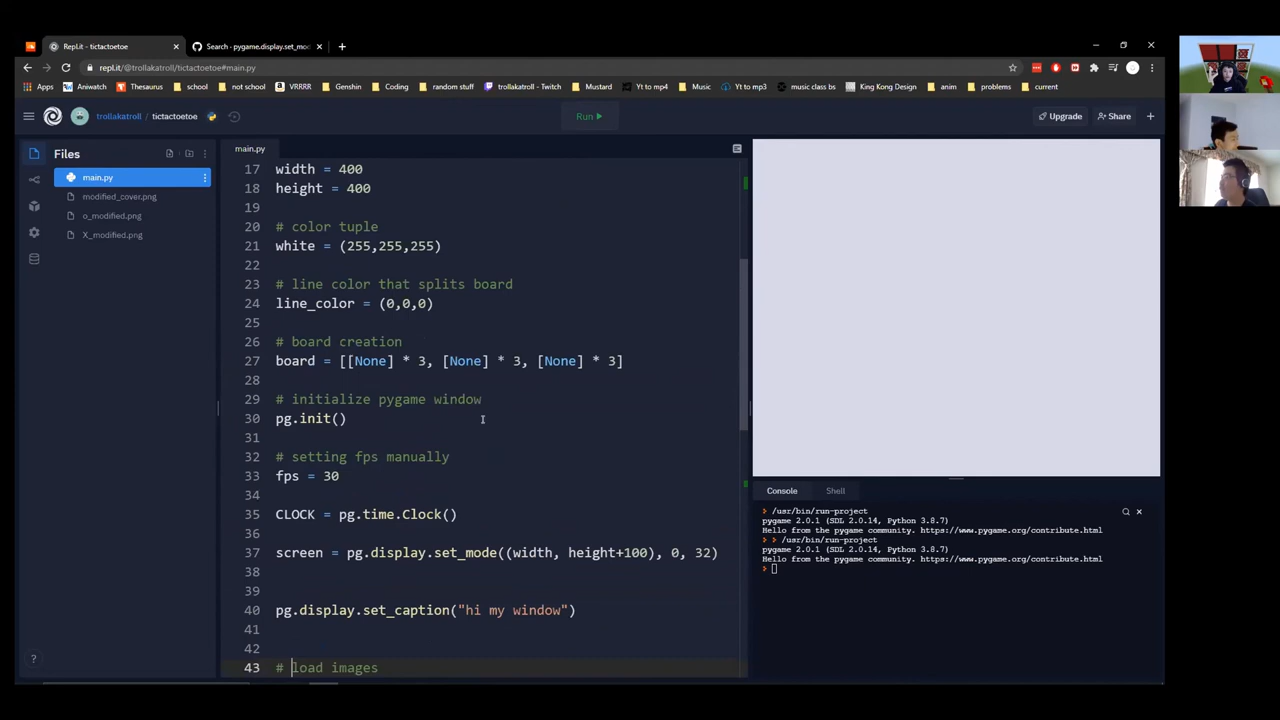 Repl.it - tictactoetoe
Search · pygame.display.set_mo
repl.it/@trollakatroll/tictactoetoe#main.py
Apps Aniwatch Thesaurus school not school VRRRR Genshin Coding random stuff trollakatroll - Twitch Mustard Yt to mp4 Music Yt to mp3 music class bs King Kong Design anim problems current
trollakatroll / tictactoetoe
Run
Upgrade
Share
Files
main.py
modified_cover.png
o_modified.png
X_modified.png
main.py
17 width = 400
18 height = 400
19
20 # color tuple
21 white = (255,255,255)
22
23 # line color that splits board
24 line_color = (0,0,0)
25
26 # board creation
27 board = [[None] * 3, [None] * 3, [None] * 3]
28
29 # initialize pygame window
30 pg.init()
31
32 # setting fps manually
33 fps = 30
34
35 CLOCK = pg.time.Clock()
36
37 screen = pg.display.set_mode((width, height+100), 0, 32)
38
39
40 pg.display.set_caption("hi my window")
41
42
43 # load images
Console Shell
/usr/bin/run-project
pygame 2.0.1 (SDL 2.0.14, Python 3.8.7)
Hello from the pygame community. https://www.pygame.org/contribute.html
/usr/bin/run-project
pygame 2.0.1 (SDL 2.0.14, Python 3.8.7)
Hello from the pygame community. https://www.pygame.org/contribute.html